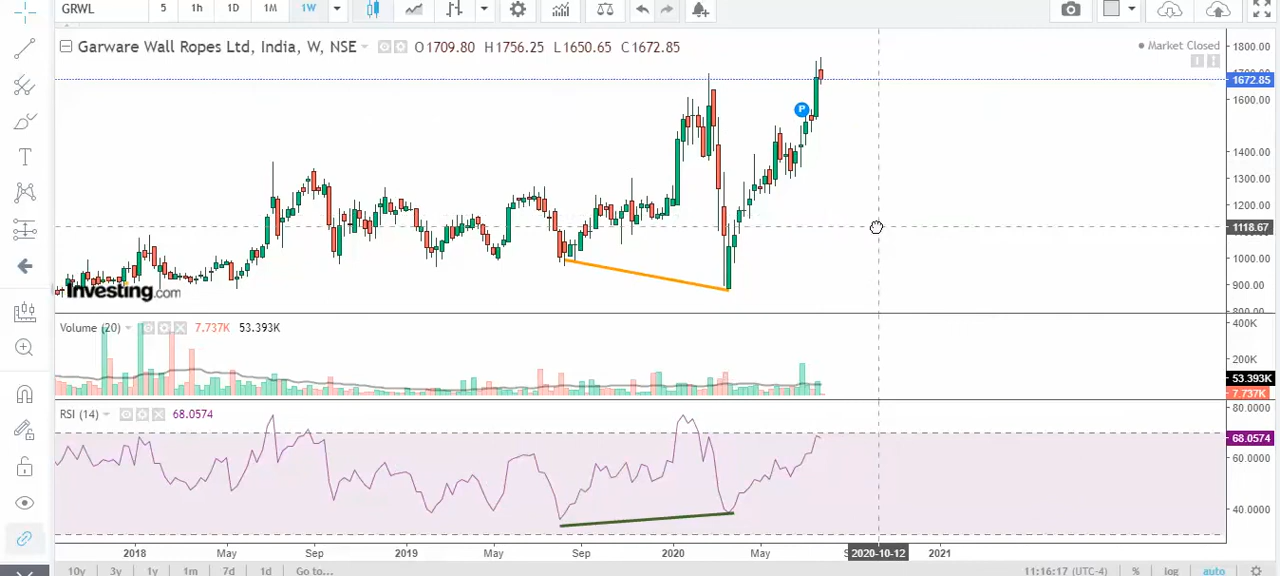 GRWL 5 1h 1D 1M 1W
Garware Wall Ropes Ltd, India, W, NSE O1709.80 H1756.25 L1650.65 C1672.85
Market Closed
1800.00
1672.85
1600.00
P
1400.00
1300.00
1200.00
1118.67
1000.00
900.00
800.00
Investing.com
Volume (20) 7.737K 53.393K
400K
200K
53.393K
7.737K
RSI (14) 68.0574
80.0000
68.0574
60.0000
40.0000
2018 May Sep 2019 May Sep 2020 May 2020-10-12 2021
10y 3y 1y 1m 7d 1d Go to... 11:16:17 (UTC-4) % log auto